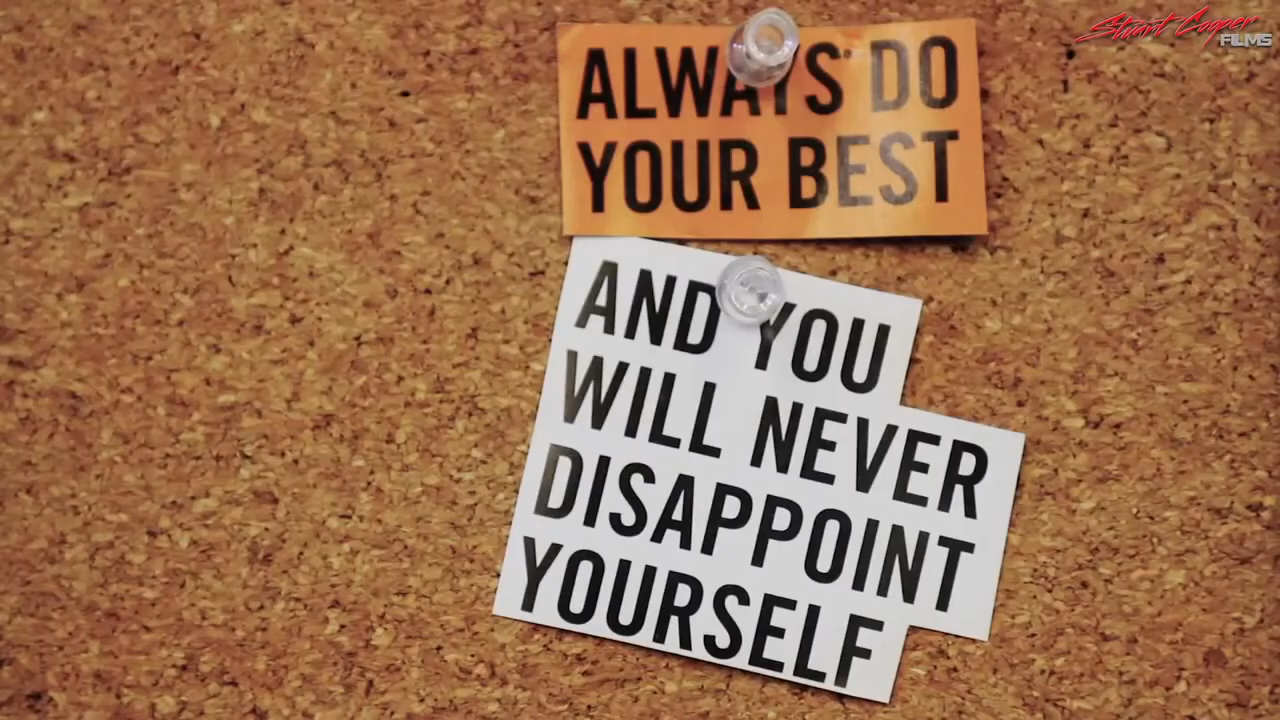 Stuart Cooper
FILMS
ALWAYS DO
YOUR BEST
AND YOU
WILL NEVER
DISAPPOINT
YOURSELF